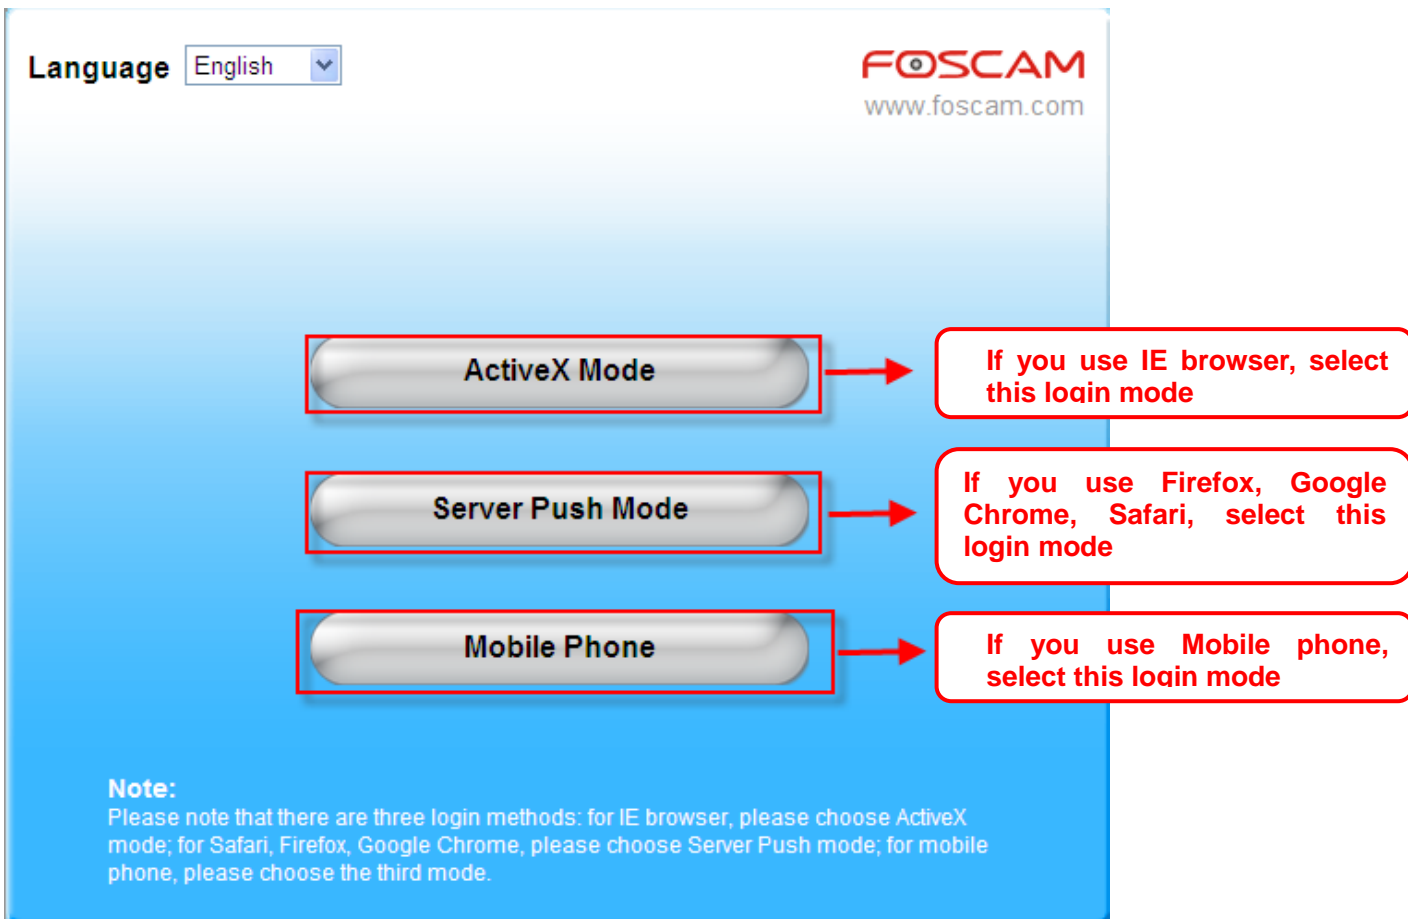 Language English
FOSCAM
www.foscam.com
ActiveX Mode
If you use IE browser, select
this login mode
Server Push Mode
If you use Firefox, Google
Chrome, Safari, select this
login mode
Mobile Phone
If you use Mobile phone,
select this login mode
Note:
Please note that there are three login methods: for IE browser, please choose ActiveX
mode; for Safari, Firefox, Google Chrome, please choose Server Push mode; for mobile
phone, please choose the third mode.